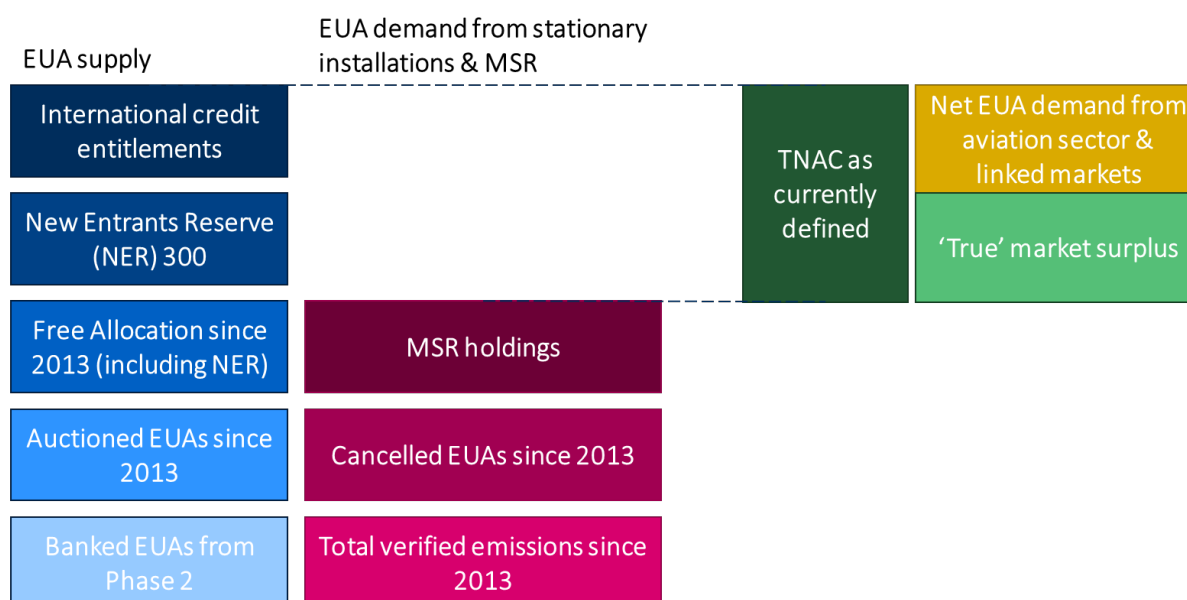 EUA supply
EUA demand from stationary
installations & MSR
International credit
entitlements
New Entrants Reserve
(NER) 300
Free Allocation since
2013 (including NER)
Auctioned EUAs since
2013
Banked EUAs from
Phase 2
MSR holdings
Cancelled EUAs since 2013
Total verified emissions since
2013
TNAC as
currently
defined
Net EUA demand from
aviation sector &
linked markets
‘True’ market surplus